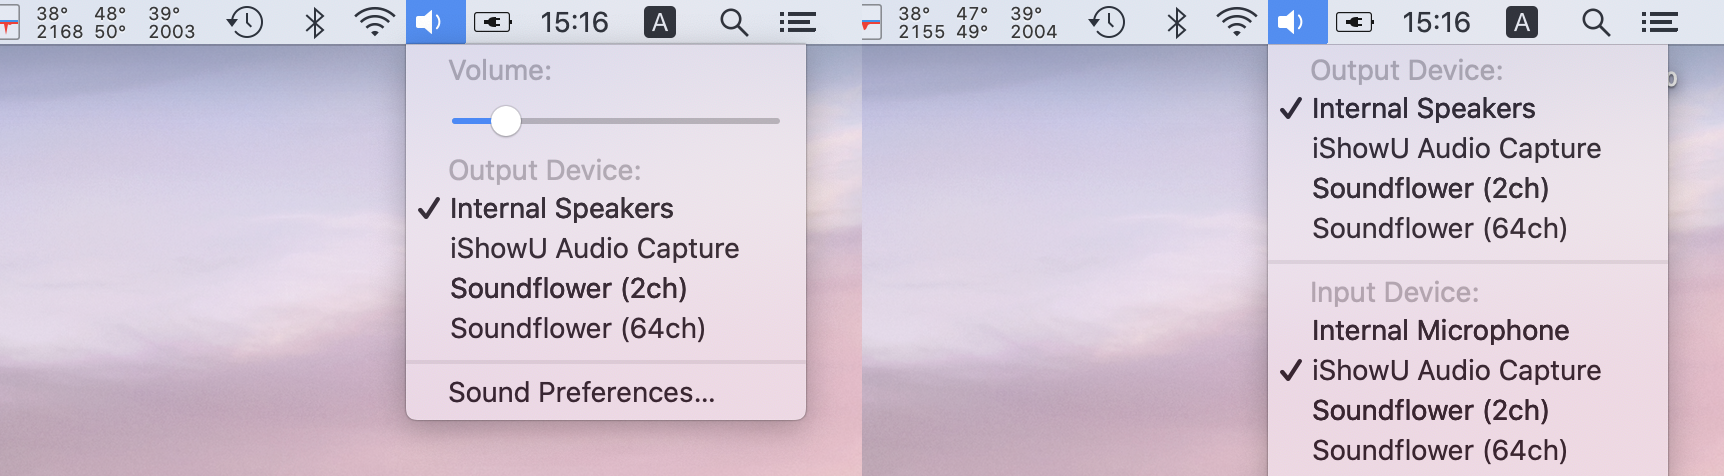 38° 48° 39°
2168 50° 2003
15:16 A
Volume:
Output Device:
✓ Internal Speakers
iShowU Audio Capture
Soundflower (2ch)
Soundflower (64ch)
Sound Preferences...
38° 47° 39°
2155 49° 2004
15:16 A
Output Device:
✓ Internal Speakers
iShowU Audio Capture
Soundflower (2ch)
Soundflower (64ch)
Input Device:
Internal Microphone
✓ iShowU Audio Capture
Soundflower (2ch)
Soundflower (64ch)